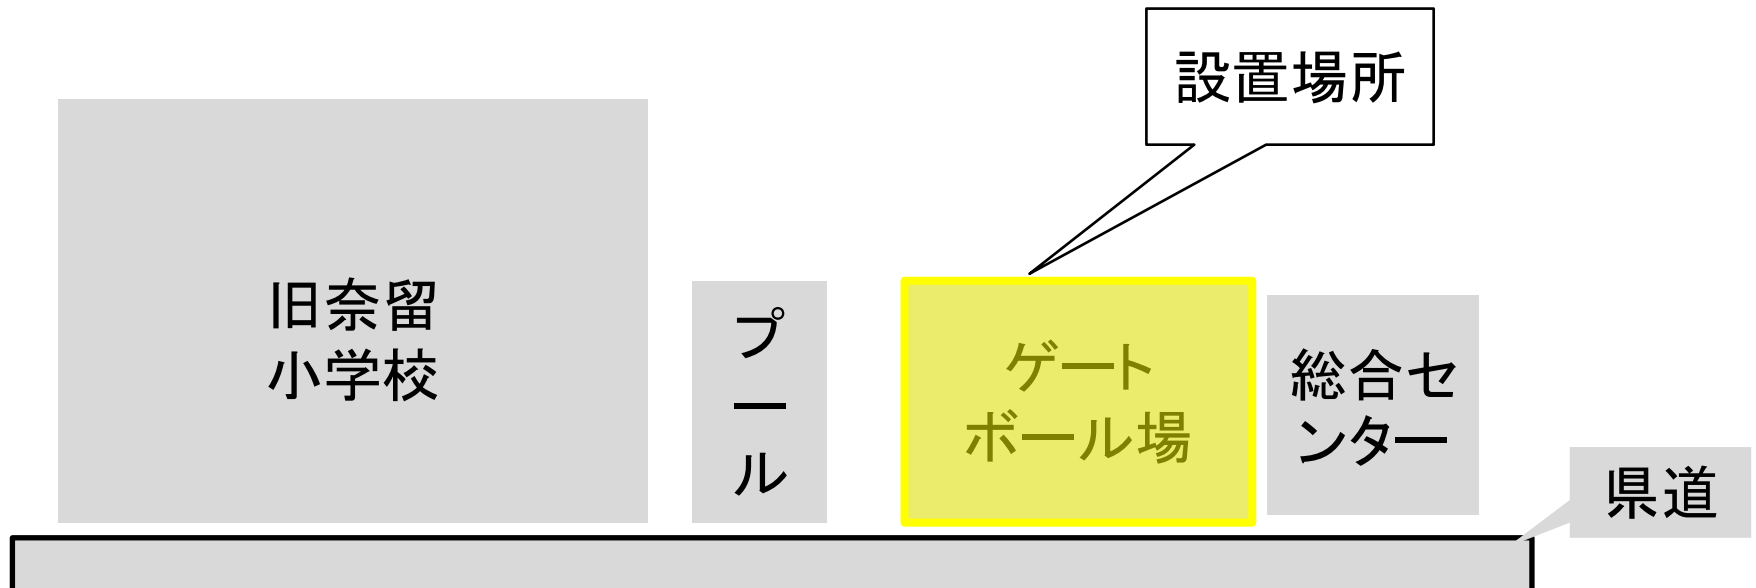 設置場所
旧奈留
小学校
プール
ゲート
ボール場
総合セ
ンター
県道